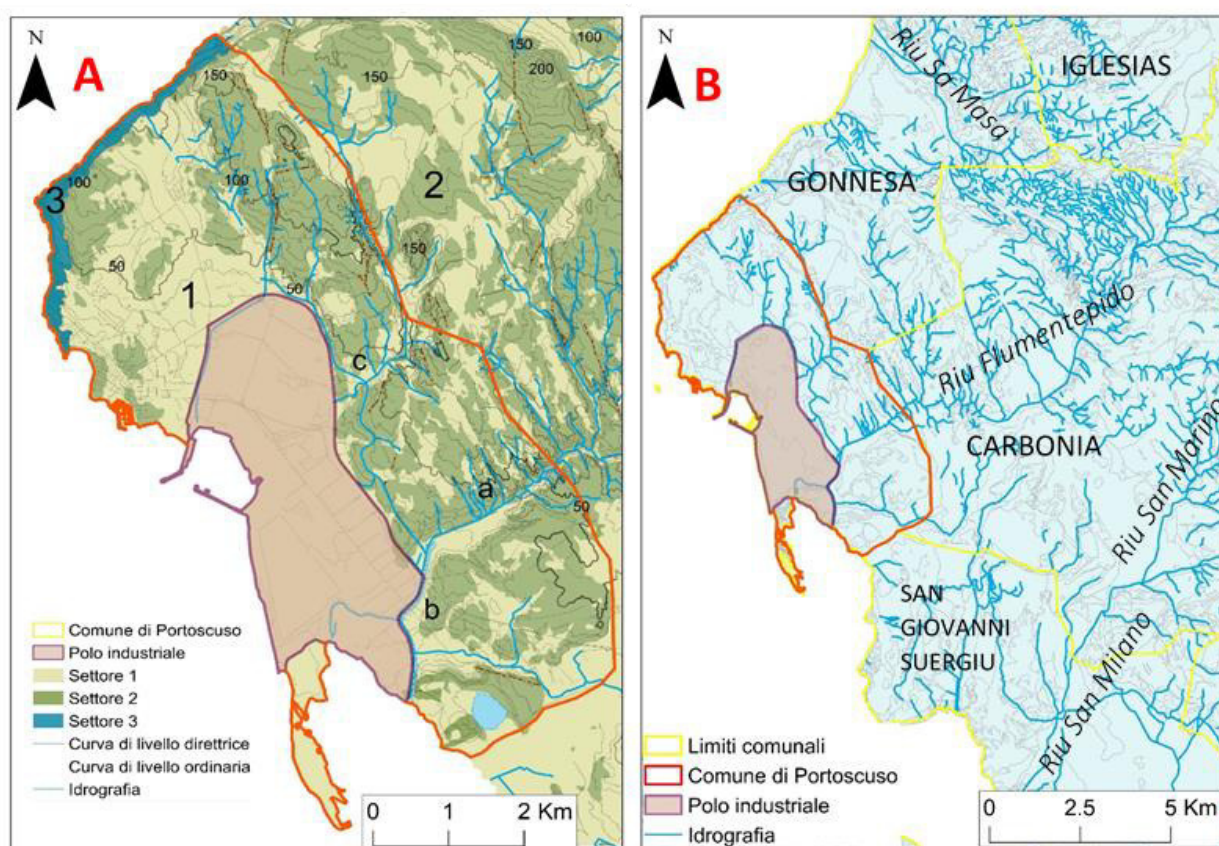 N
A
150
150
150
100
200
3
100
100
2
150
50
1
50
c
a
50
b
Comune di Portoscuso
Polo industriale
Settore 1
Settore 2
Settore 3
Curva di livello direttrice
Curva di livello ordinaria
Idrografia
0 1 2 Km
N
B
IGLESIAS
Riu Sa Masa
GONNESA
Riu Flumentepido
CARBONIA
Riu San Marino
SAN
GIOVANNI
SUERGIU
Riu San Milano
Limiti comunali
Comune di Portoscuso
Polo industriale
Idrografia
0 2.5 5 Km